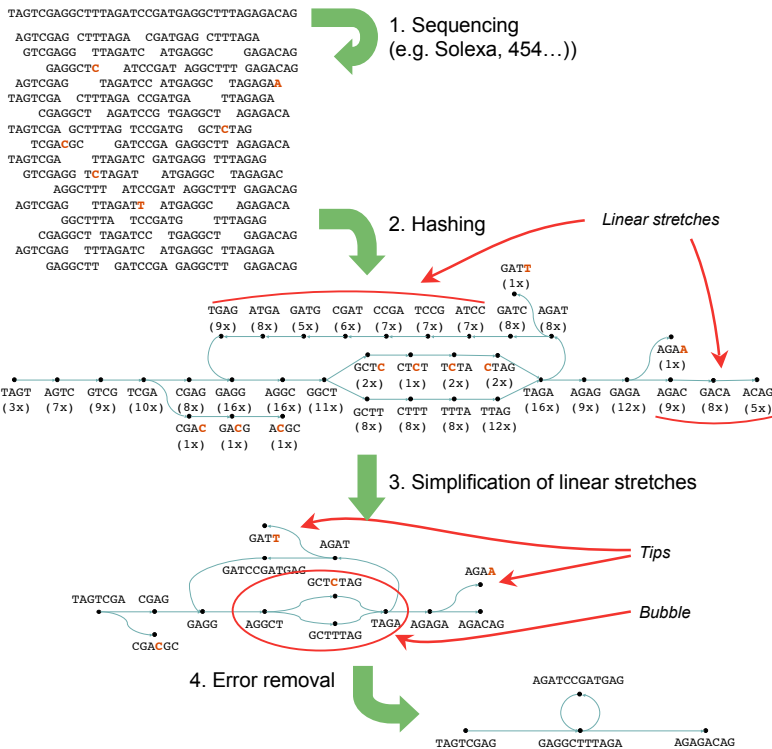 TAGTCGAGGCTTTAGATCCGATGAGGCTTTAGAGACAG
AGTCGAG CTTTAGA CGATGAG CTTTAGA
GTCGAGG TTAGATC ATGAGGC GAGACAG
GAGGCTC ATCCGAT AGGCTTT GAGACAG
AGTCGAG TAGATCC ATGAGGC TAGAGAA
TAGTCGA CTTTAGA CCGATGA TTAGAGA
CGAGGCT AGATCCG TGAGGCT AGAGACA
TAGTCGA GCTTTAG TCCGATG GCTCTAG
TCGACGC GATCCGA GAGGCTT AGAGACA
TAGTCGA TTAGATC GATGAGG TTTAGAG
GTCGAGG TCTAGAT ATGAGGC TAGAGAC
AGGCTTT ATCCGAT AGGCTTT GAGACAG
AGTCGAG TTAGATT ATGAGGC AGAGACA
GGCTTTA TCCGATG TTTAGAG
CGAGGCT TAGATCC TGAGGCT GAGACAG
AGTCGAG TTTAGATC ATGAGGC TTAGAGA
GAGGCTT GATCCGA GAGGCTT GAGACAG
1. Sequencing
(e.g. Solexa, 454…))
2. Hashing
Linear stretches
GATT
(1x)
TGAG ATGA GATG CGAT CCGA TCCG ATCC GATC AGAT
(9x) (8x) (5x) (6x) (7x) (7x) (7x) (8x) (8x)
AGAA
(1x)
GCTC CTCT TCTA CTAG
(2x) (1x) (2x) (2x)
TAGT AGTC GTCG TCGA CGAG GAGG AGGC GGCT TAGA AGAG GAGA AGAC GACA ACAG
(3x) (7x) (9x) (10x) (8x) (16x) (16x) (11x) (16x) (9x) (12x) (9x) (8x) (5x)
GCTT CTTT TTTA TTAG
(8x) (8x) (8x) (12x)
CGAC GACG ACGC
(1x) (1x) (1x)
3. Simplification of linear stretches
GATT
AGAT
Tips
GATCCGATGAG
AGAA
GCTCTAG
TAGTCGA CGAG
Bubble
GAGG AGGCT TAGA AGAGA AGACAG
GCTTTAG
CGACGC
4. Error removal
AGATCCGATGAG
TAGTCGAG GAGGCTTTAGA AGAGACAG